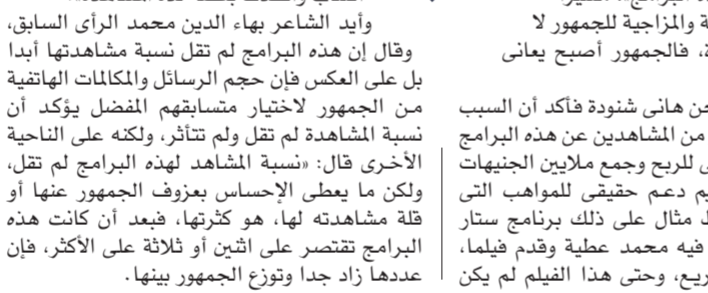 ة والمزاجية للجمهور لا
ة، فالجمهور أصبح يعانى
حن هانى شنودة فأكد أن السبب
من المشاهدين عن هذه البرامج
ى للربح وجمع ملايين الجنيهات
يم دعم حقيقى للمواهب التى
مثال على ذلك برنامج ستار
فيه محمد عطية وقدم فيلما،
ريع، وحتى هذا الفيلم لم يكن
وأيد الشاعر بهاء الدين محمد الرأى السابق،
وقال إن هذه البرامج لم تقل نسبة مشاهدتها أبدا
بل على العكس فإن حجم الرسائل والمكالمات الهاتفية
من الجمهور لاختيار متسابقهم المفضل يؤكد أن
نسبة المشاهدة لم تقل ولم تتأثر، ولكنه على الناحية
الأخرى قال: «نسبة المشاهد لهذه البرامج لم تقل،
ولكن ما يعطى الإحساس بعزوف الجمهور عنها أو
قلة مشاهدته لها، هو كثرتها، فبعد أن كانت هذه
البرامج تقتصر على اثنين أو ثلاثة على الأكثر، فإن
عددها زاد جدا وتوزع الجمهور بينها.